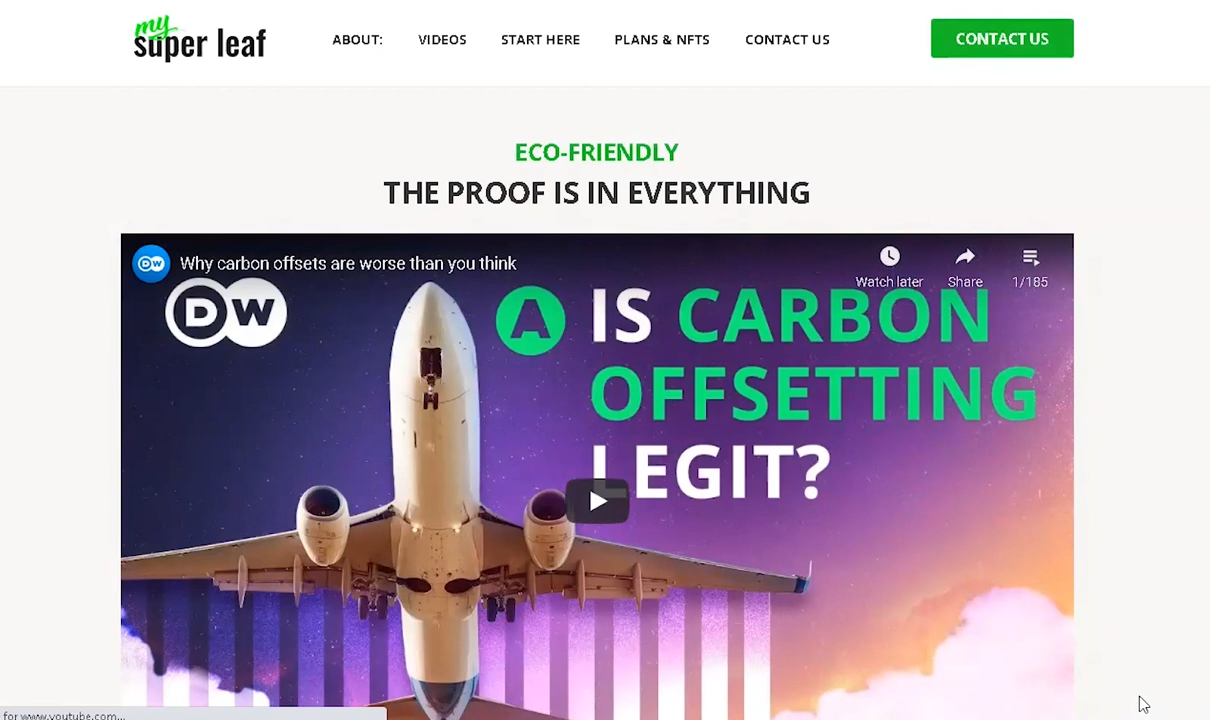 my
super leaf
ABOUT:
VIDEOS
START HERE
PLANS & NFTS
CONTACT US
CONTACT US
ECO-FRIENDLY
THE PROOF IS IN EVERYTHING
DW
Why carbon offsets are worse than you think
Watch later
Share
1/185
DW
A
IS CARBON
OFFSETTING
LEGIT?
for www.youtube.com...